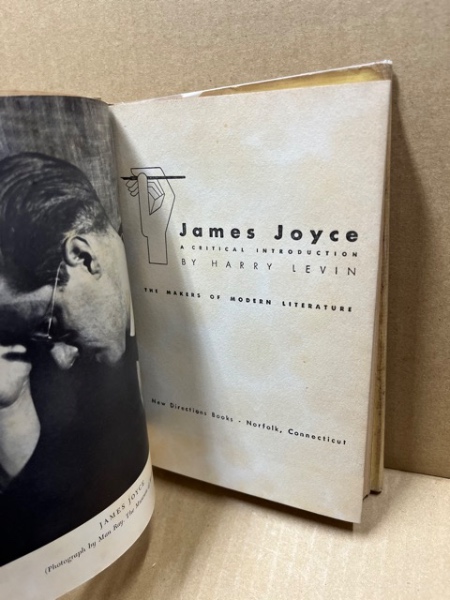 James Joyce
A CRITICAL INTRODUCTION
BY HARRY LEVIN
THE MAKERS OF MODERN LITERATURE
New Directions Books - Norfolk, Connecticut
JAMES JOYCE
(Photograph by Man Ray, The